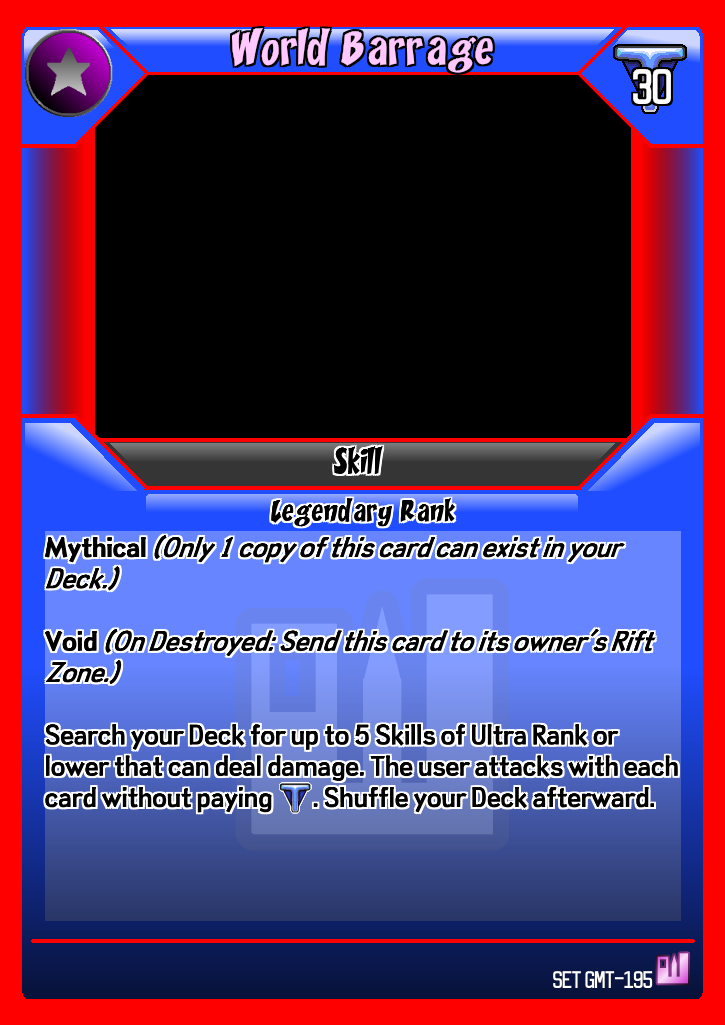 World Barrage
30
Skill
Legendary Rank
Mythical (Only 1 copy of this card can exist in your
Deck.)
Void (On Destroyed: Send this card to its owner's Rift
Zone.)
Search your Deck for up to 5 Skills of Ultra Rank or
lower that can deal damage. The user attacks with each
card without paying T. Shuffle your Deck afterward.
SET GMT-195